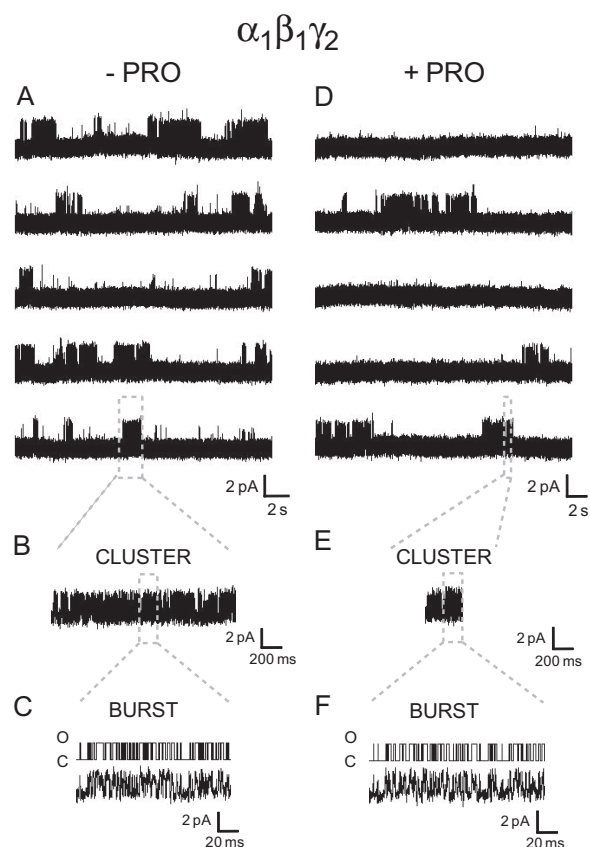 α₁β₁γ₂
- PRO
+ PRO
A
D
2 pA
2 s
2 pA
2 s
B
CLUSTER
2 pA
200 ms
E
CLUSTER
2 pA
200 ms
C
BURST
O
C
2 pA
20 ms
F
BURST
O
C
2 pA
20 ms